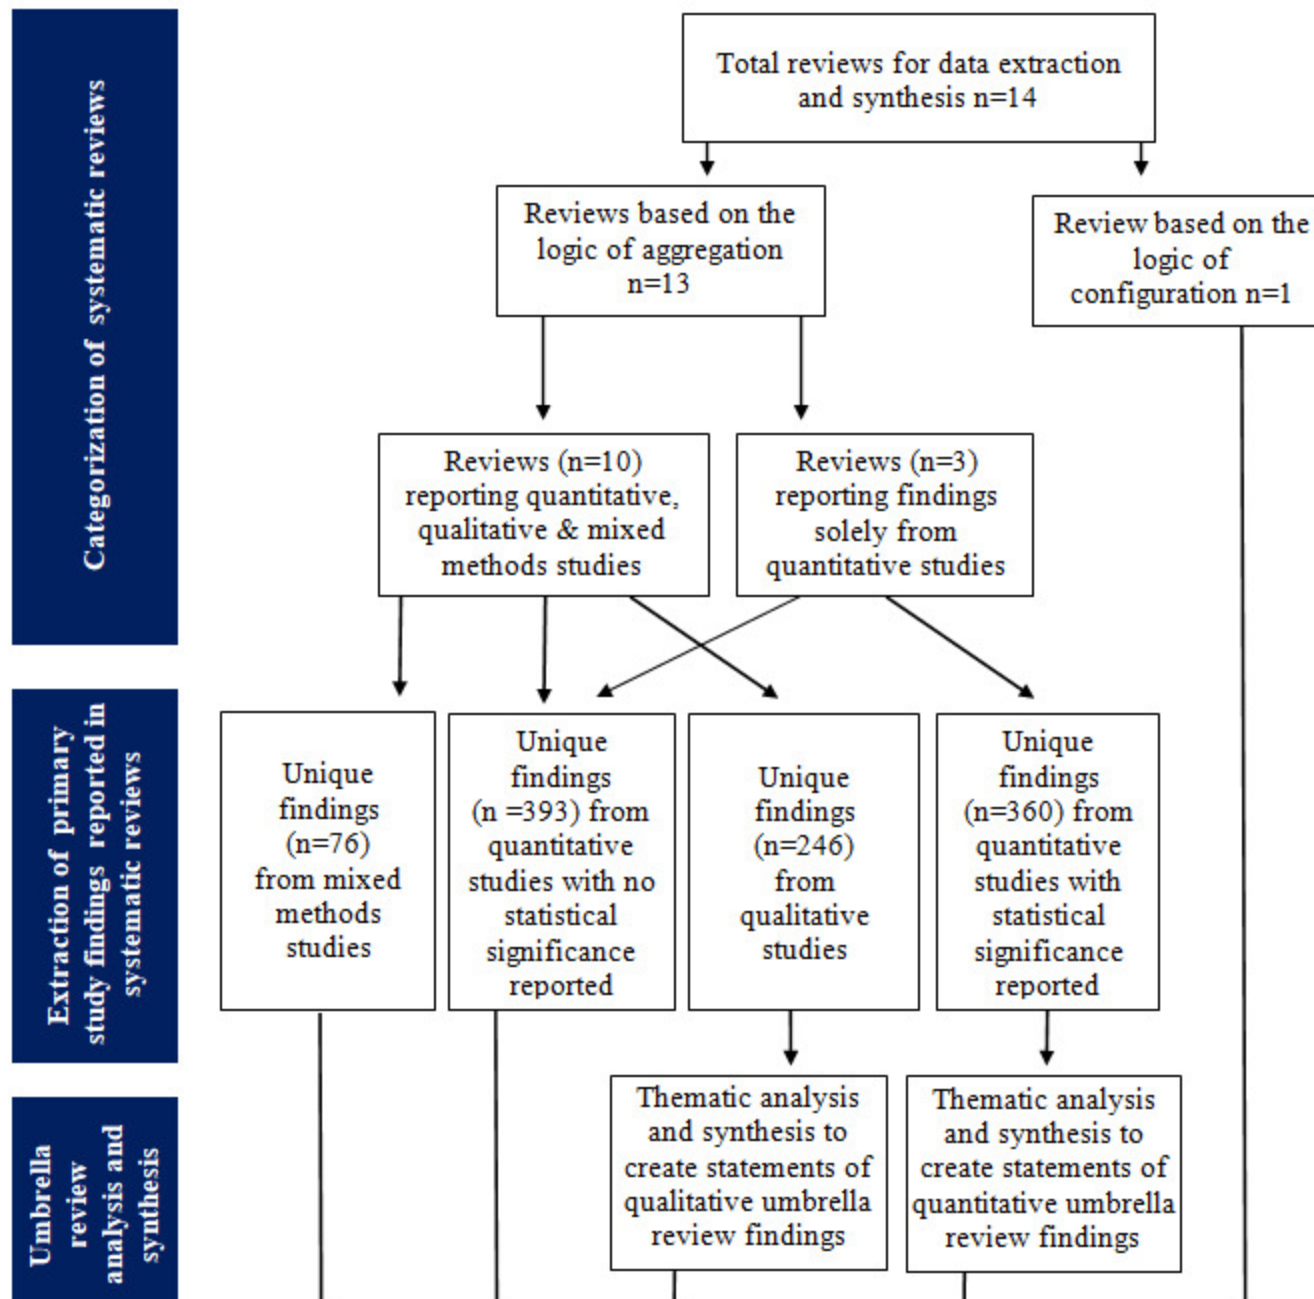 Categorization of systematic reviews
Total reviews for data extraction
and synthesis n=14
Reviews based on the
logic of aggregation
n=13
Review based on the
logic of
configuration n=1
Reviews (n=10)
reporting quantitative,
qualitative & mixed
methods studies
Reviews (n=3)
reporting findings
solely from
quantitative studies
Extraction of primary
study findings reported in
systematic reviews
Unique
findings
(n=76)
from mixed
methods
studies
Unique
findings
(n =393) from
quantitative
studies with no
statistical
significance
reported
Unique
findings
(n=246)
from
qualitative
studies
Unique
findings
(n=360) from
quantitative
studies with
statistical
significance
reported
Umbrella
review
analysis and
synthesis
Thematic analysis
and synthesis to
create statements of
qualitative umbrella
review findings
Thematic analysis
and synthesis to
create statements of
quantitative umbrella
review findings